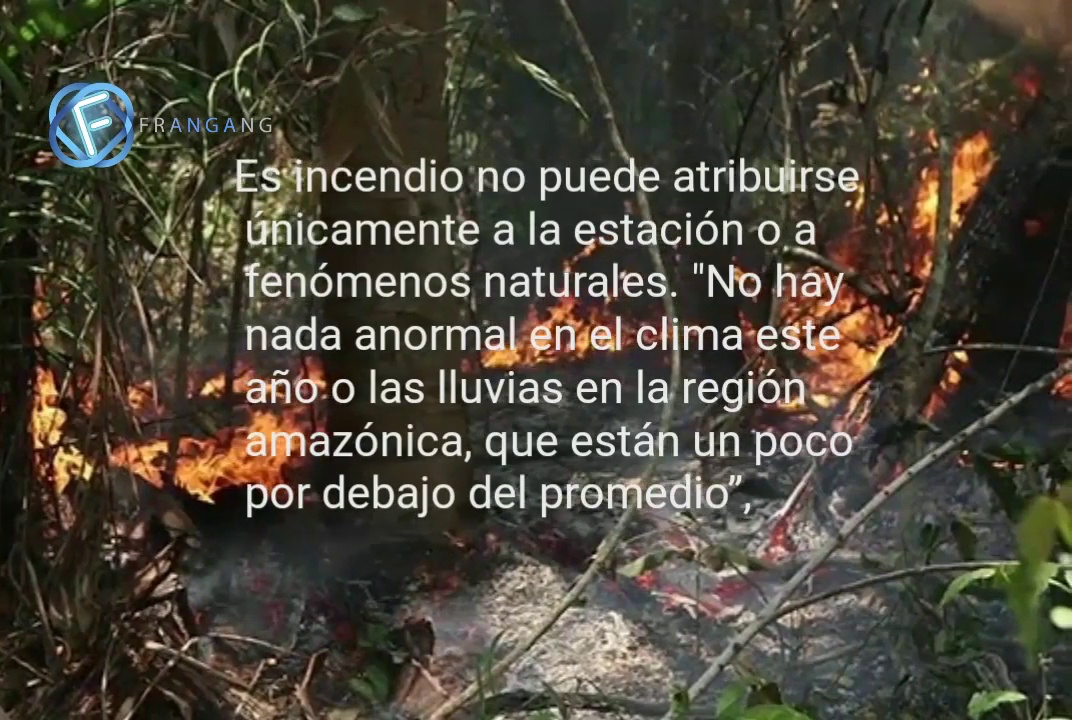 FRANGANG
Es incendio no puede atribuirse
únicamente a la estación o a
fenómenos naturales. "No hay
nada anormal en el clima este
año o las lluvias en la región
amazónica, que están un poco
por debajo del promedio”,